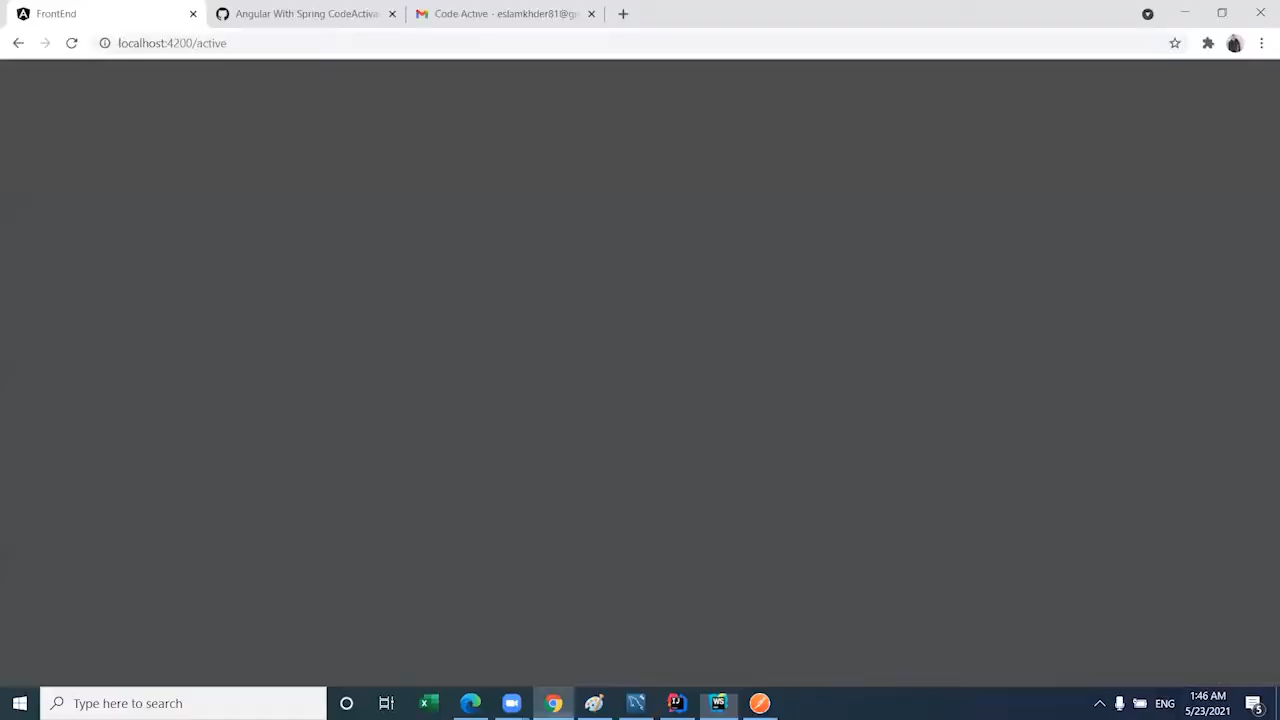 FrontEnd
Angular With Spring CodeActiva
Code Active - eslamkhder81@g
localhost:4200/active
Type here to search
ENG
1:46 AM
5/23/2021
5